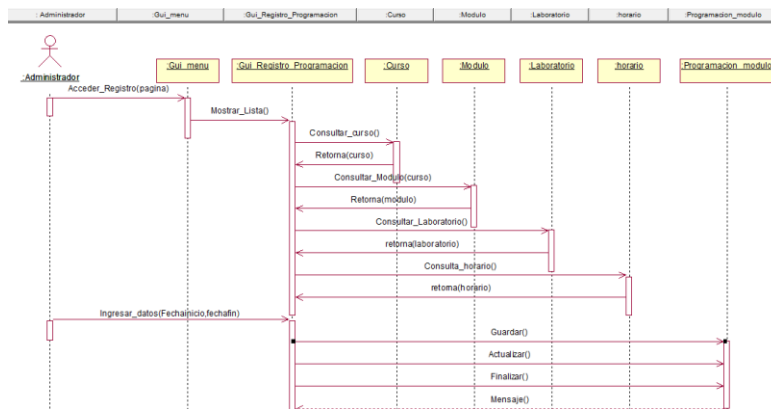 : Administrador
:Gui_menu
:Gui_Registro_Programacion
:Curso
:Modulo
:Laboratorio
:horario
:Programacion_modulo
:Administrador
:Gui_menu
:Gui_Registro_Programacion
:Curso
:Modulo
:Laboratorio
:horario
:Programacion_modulo
Acceder_Registro(pagina)
Mostrar_Lista()
Consultar_curso()
Retorna(curso)
Consultar_Modulo(curso)
Retorna(modulo)
Consultar_Laboratorio()
retorna(laboratorio)
Consulta_horario()
retorna(horario)
Ingresar_datos(Fechainicio,fechafin)
Guardar()
Actualizar()
Finalizar()
Mensaje()